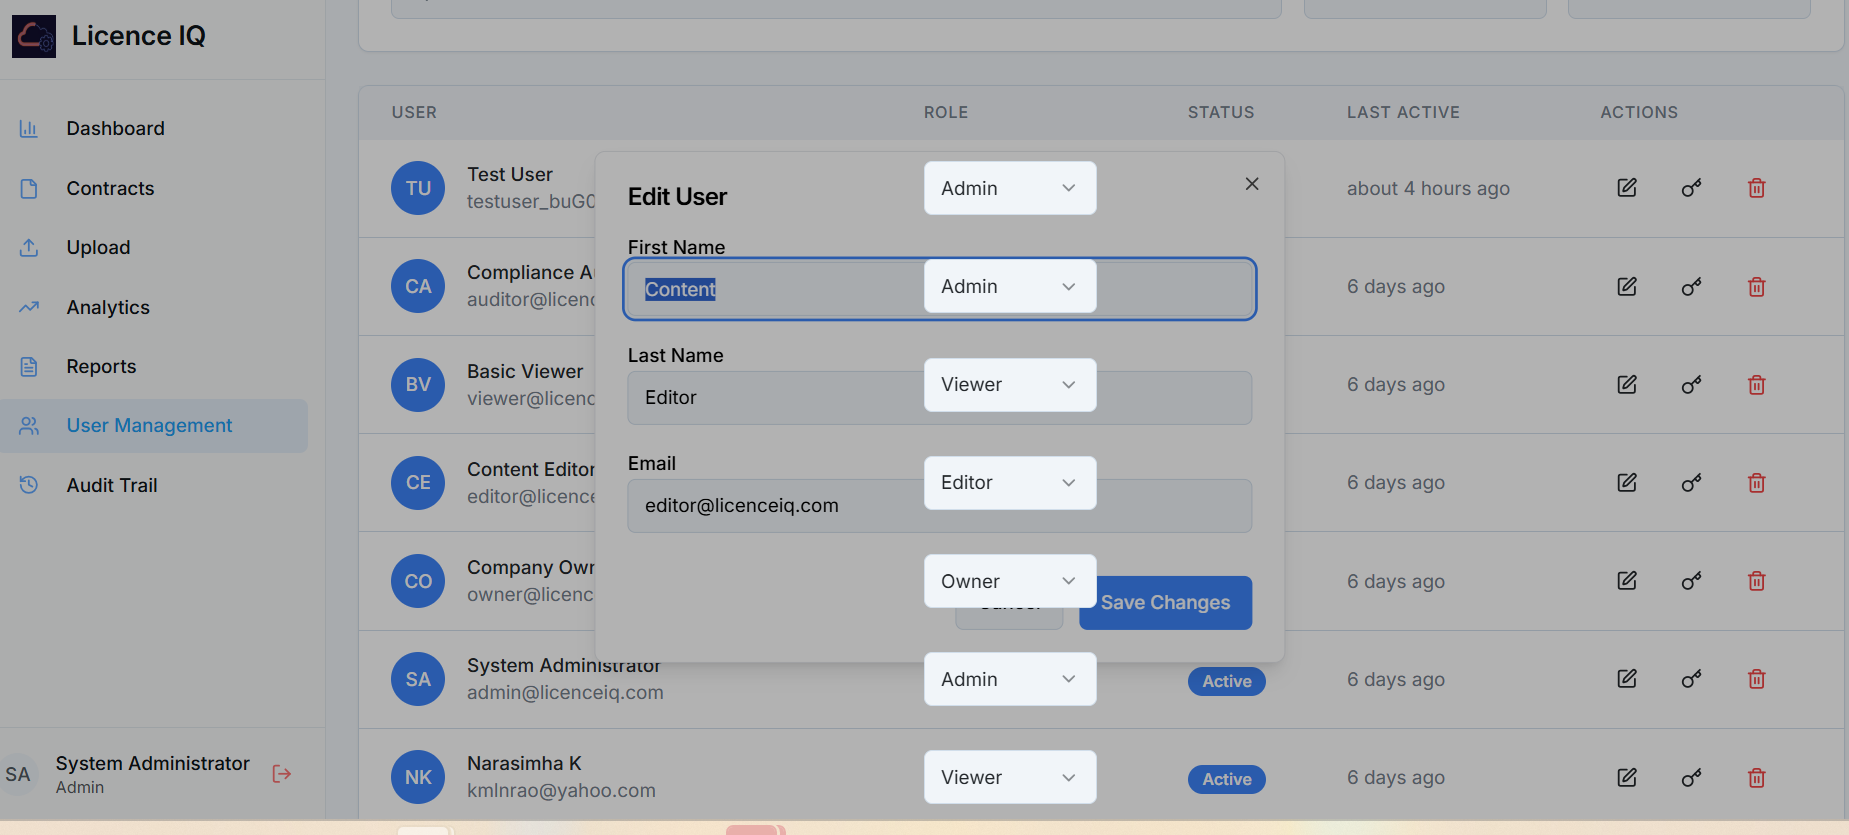 Licence IQ
Dashboard
Contracts
Upload
Analytics
Reports
User Management
Audit Trail
SA
System Administrator
Admin
USER
ROLE
STATUS
LAST ACTIVE
ACTIONS
TU
Test User
testuser_buG0
Admin
about 4 hours ago
CA
Compliance A
auditor@licenc
Admin
6 days ago
BV
Basic Viewer
viewer@licenc
Viewer
6 days ago
CE
Content Editor
editor@licence
Editor
6 days ago
CO
Company Own
owner@licenc
Owner
6 days ago
SA
System Administrator
admin@licenceiq.com
Admin
Active
6 days ago
NK
Narasimha K
kmlnrao@yahoo.com
Viewer
Active
6 days ago
Edit User
First Name
Content
Last Name
Editor
Email
editor@licenceiq.com
Save Changes